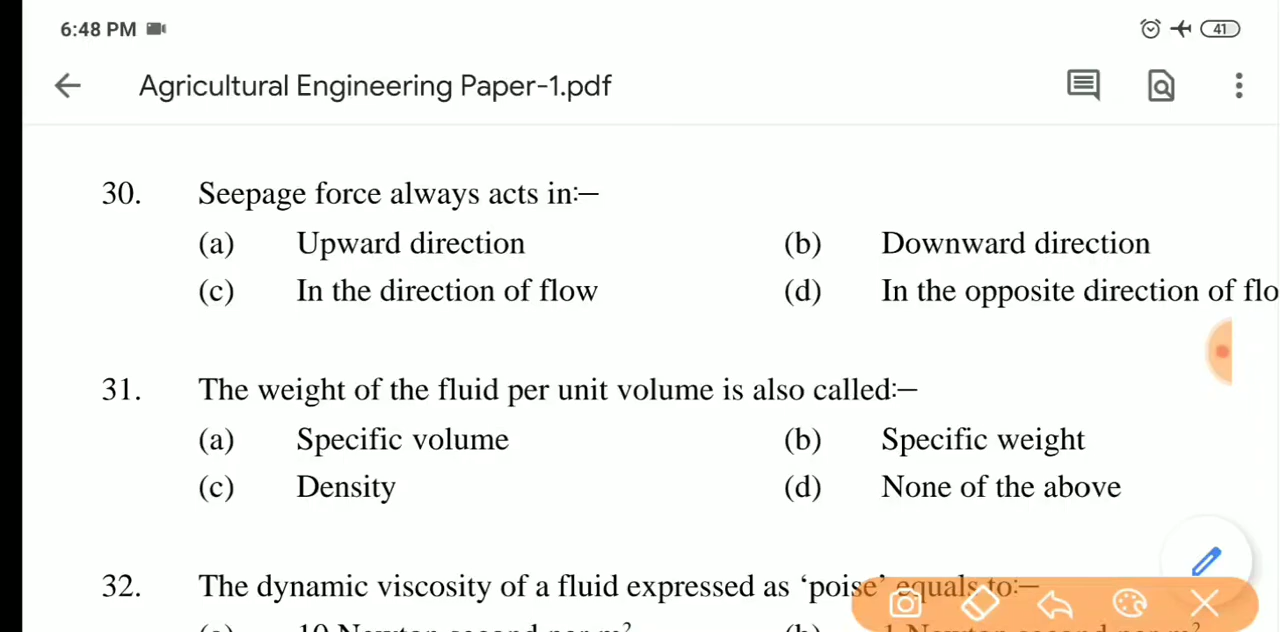 6:48 PM 41
Agricultural Engineering Paper-1.pdf
30. Seepage force always acts in:–
(a) Upward direction (b) Downward direction
(c) In the direction of flow (d) In the opposite direction of flo
31. The weight of the fluid per unit volume is also called:–
(a) Specific volume (b) Specific weight
(c) Density (d) None of the above
32. The dynamic viscosity of a fluid expressed as ‘poise’ equals to:–